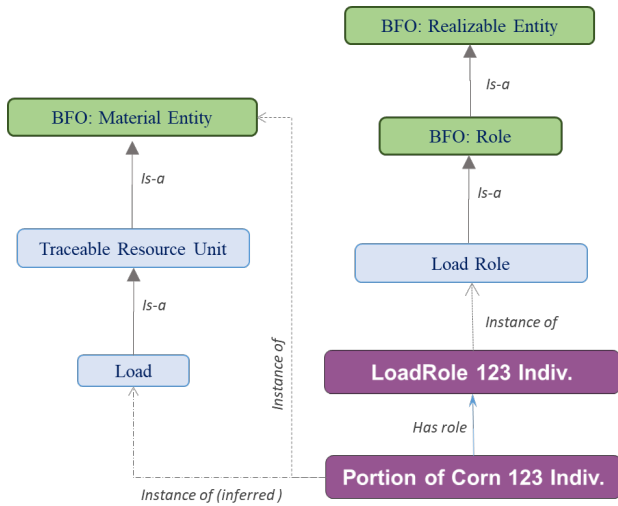 BFO: Realizable Entity
Is-a
BFO: Material Entity
BFO: Role
Is-a
Is-a
Traceable Resource Unit
Load Role
Is-a
Instance of
Load
Instance of
LoadRole 123 Indiv.
Has role
Portion of Corn 123 Indiv.
Instance of (inferred )